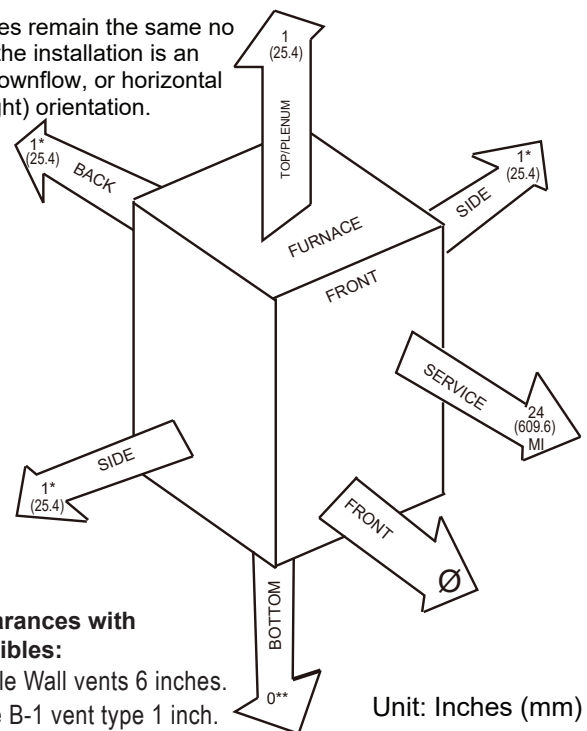 es remain the same no
the installation is an
ownflow, or horizontal
ght) orientation.
1
(25.4)
TOP/PLENUM
1*
(25.4)
BACK
1*
(25.4)
SIDE
FURNACE
FRONT
SERVICE
24
(609.6)
MI
SIDE
1*
(25.4)
FRONT
Ø
BOTTOM
0**
arances with
ibles:
le Wall vents 6 inches.
e B-1 vent type 1 inch.
Unit: Inches (mm)